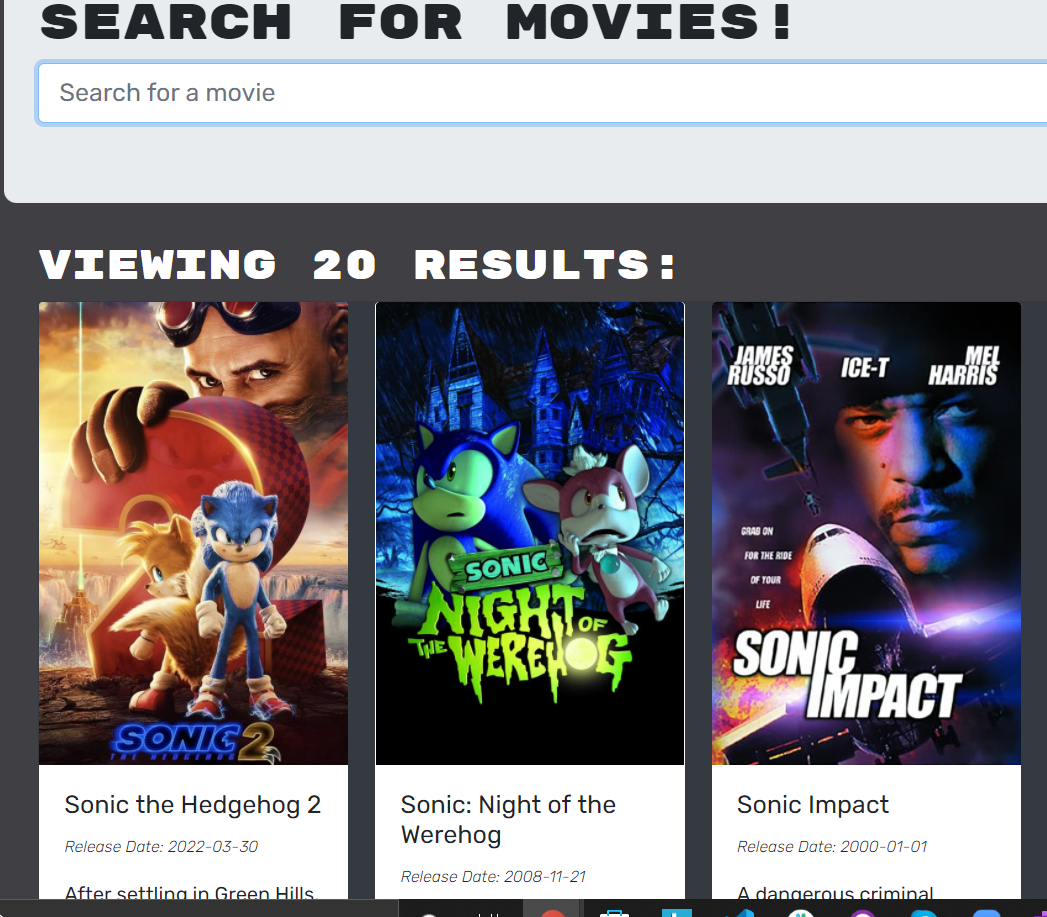 SEARCH FOR MOVIES!
Search for a movie
VIEWING 20 RESULTS:
SONIC 2
THE HEDGEHOG
SONIC
NIGHT OF
THE WEREHOG
JAMES
RUSSO
ICE-T
MEL
HARRIS
GRAB ON
FOR THE RIDE
OF YOUR
LIFE
SONIC
IMPACT
Sonic the Hedgehog 2
Release Date: 2022-03-30
After settling in Green Hills,
Sonic: Night of the
Werehog
Release Date: 2008-11-21
Sonic Impact
Release Date: 2000-01-01
A dangerous criminal